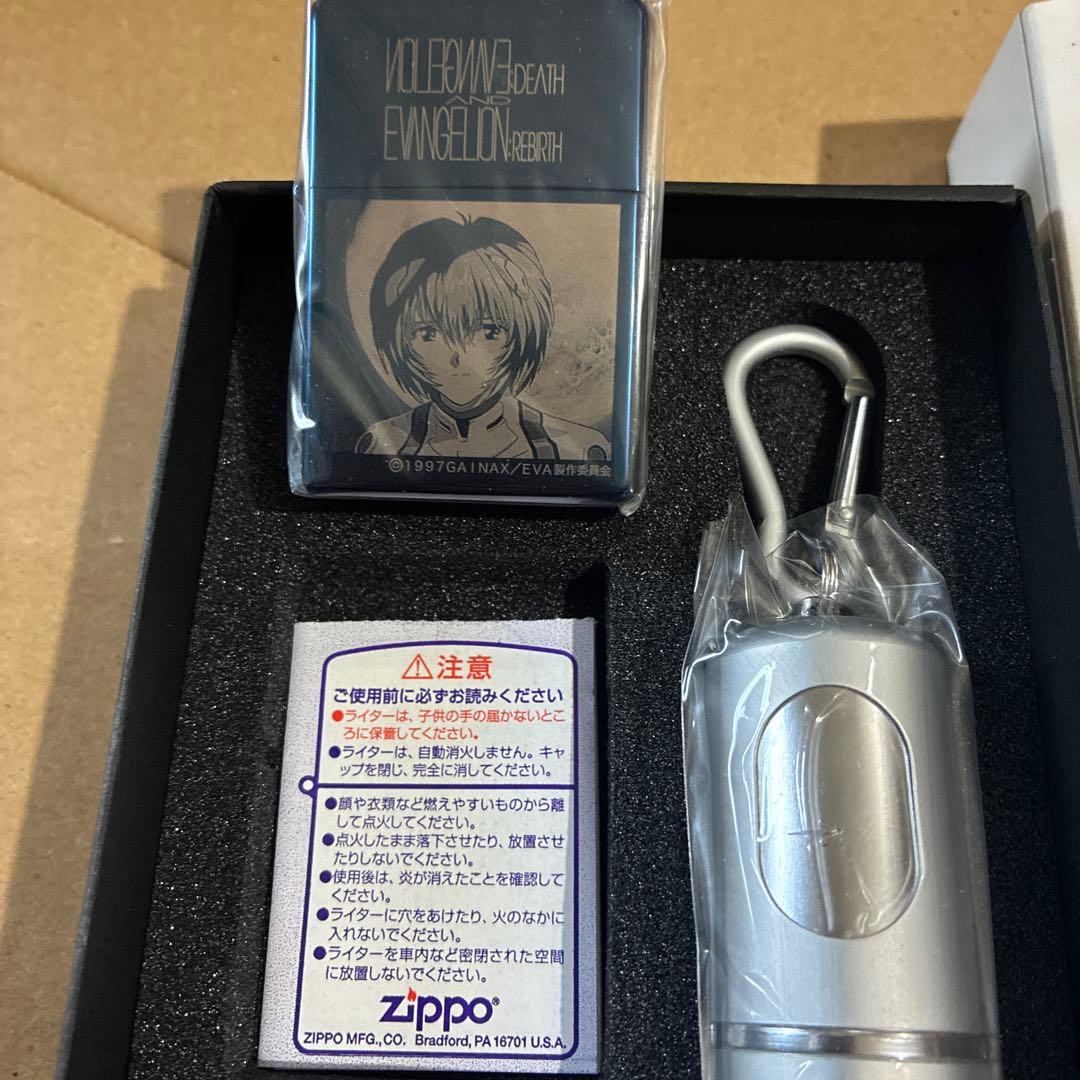 EVANGELION:DEATH
AND
EVANGELION:REBIRTH
©1997GAINAX/EVA製作委員会
⚠注意
ご使用前に必ずお読みください
●ライターは、子供の手の届かないとこ
ろに保管してください。
●ライターは、自動消火しません。キャ
ップを閉じ、完全に消してください。
●顔や衣類など燃えやすいものから離
して点火してください。
●点火したまま落下させたり、放置させ
たりしないでください。
●使用後は、炎が消えたことを確認して
ください。
●ライターに穴をあけたり、火のなかに
入れないでください。
●ライターを車内など密閉された空間
に放置しないでください。
Zippo®
ZIPPO MFG., CO. Bradford, PA 16701 U.S.A.